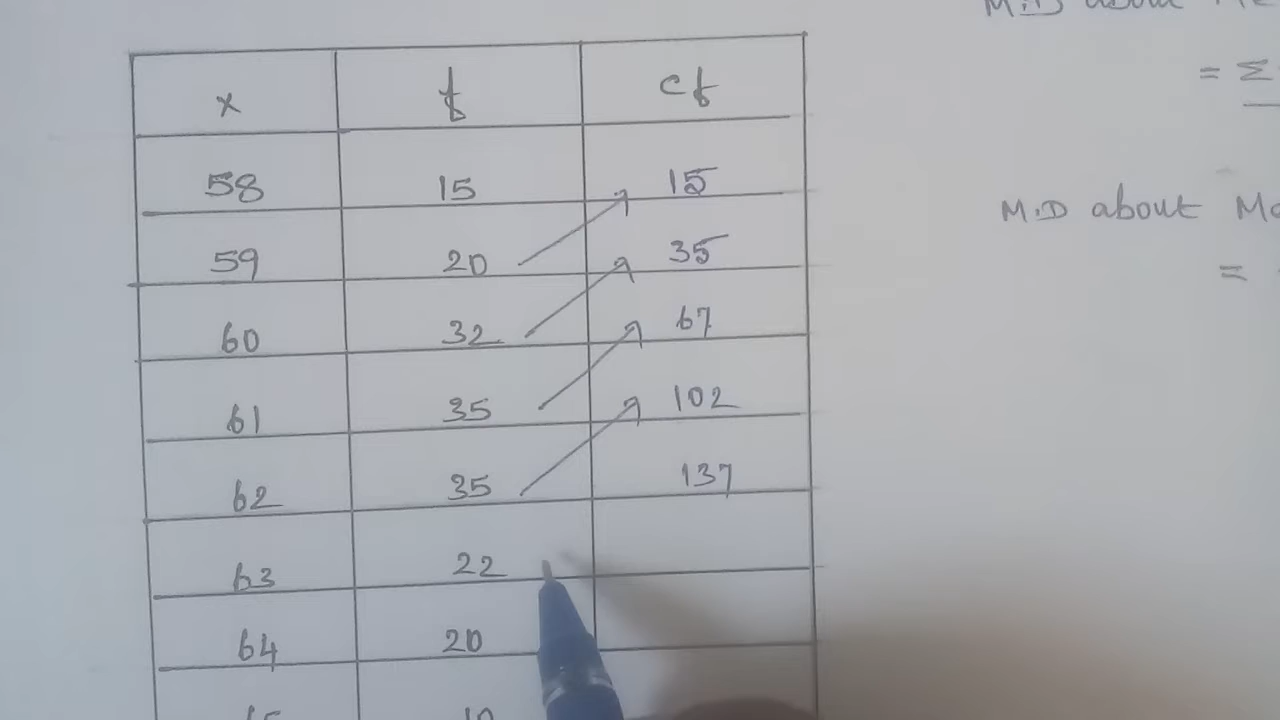 M.D about
= Σ
x f cf
58 15 15
59 20 35
60 32 67
M.D about
=
61 35 102
62 35 137
63 22
64 20